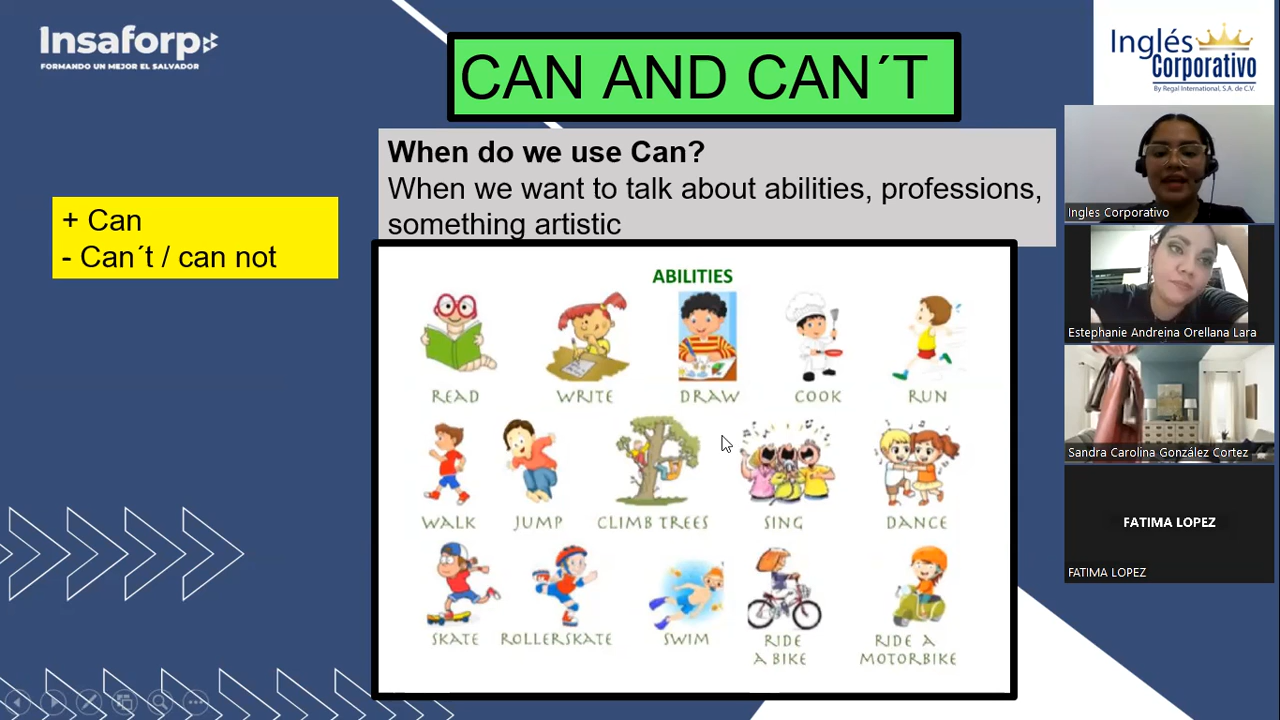 Insaforp
FORMANDO UN MEJOR EL SALVADOR
CAN AND CAN´T
Inglés
Corporativo
By Regal International, S.A. de C.V.
When do we use Can?
When we want to talk about abilities, professions,
something artistic
+ Can
- Can´t / can not
ABILITIES
READ WRITE DRAW COOK RUN
WALK JUMP CLIMB TREES SING DANCE
SKATE ROLLERSKATE SWIM RIDE A BIKE RIDE A MOTORBIKE
Ingles Corporativo
Estephanie Andreina Orellana Lara
Sandra Carolina González Cortez
FATIMA LOPEZ
FATIMA LOPEZ